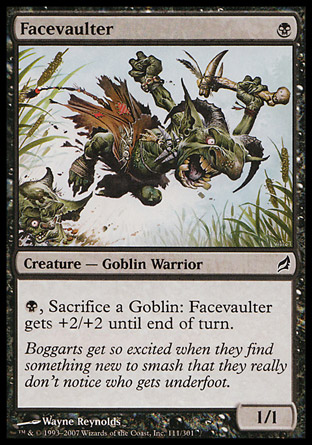 Facevaulter
Creature — Goblin Warrior
, Sacrifice a Goblin: Facevaulter
gets +2/+2 until end of turn.
Boggarts get so excited when they find
something new to smash that they really
don't notice who gets underfoot.
Wayne Reynolds
™ & © 1993–2007 Wizards of the Coast, Inc. 111/301
1/1